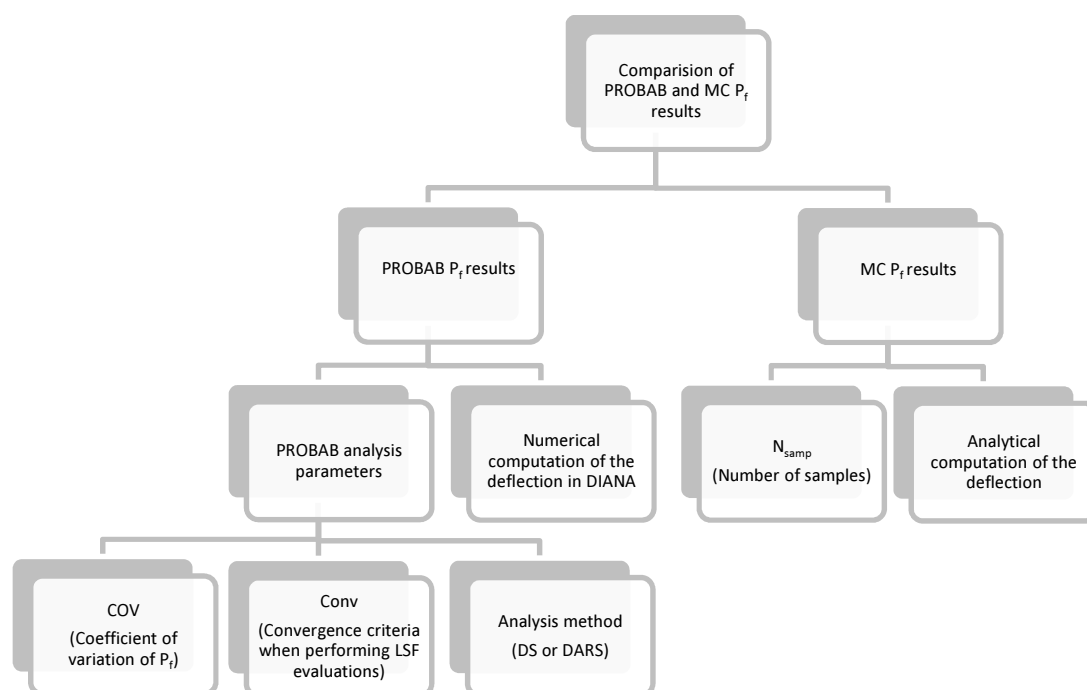 Comparision of
PROBAB and MC Pf
results
PROBAB Pf results
MC Pf results
PROBAB analysis
parameters
Numerical
computation of the
deflection in DIANA
Nsamp
(Number of samples)
Analytical
computation of the
deflection
COV
(Coefficient of
variation of Pf)
Conv
(Convergence criteria
when performing LSF
evaluations)
Analysis method
(DS or DARS)